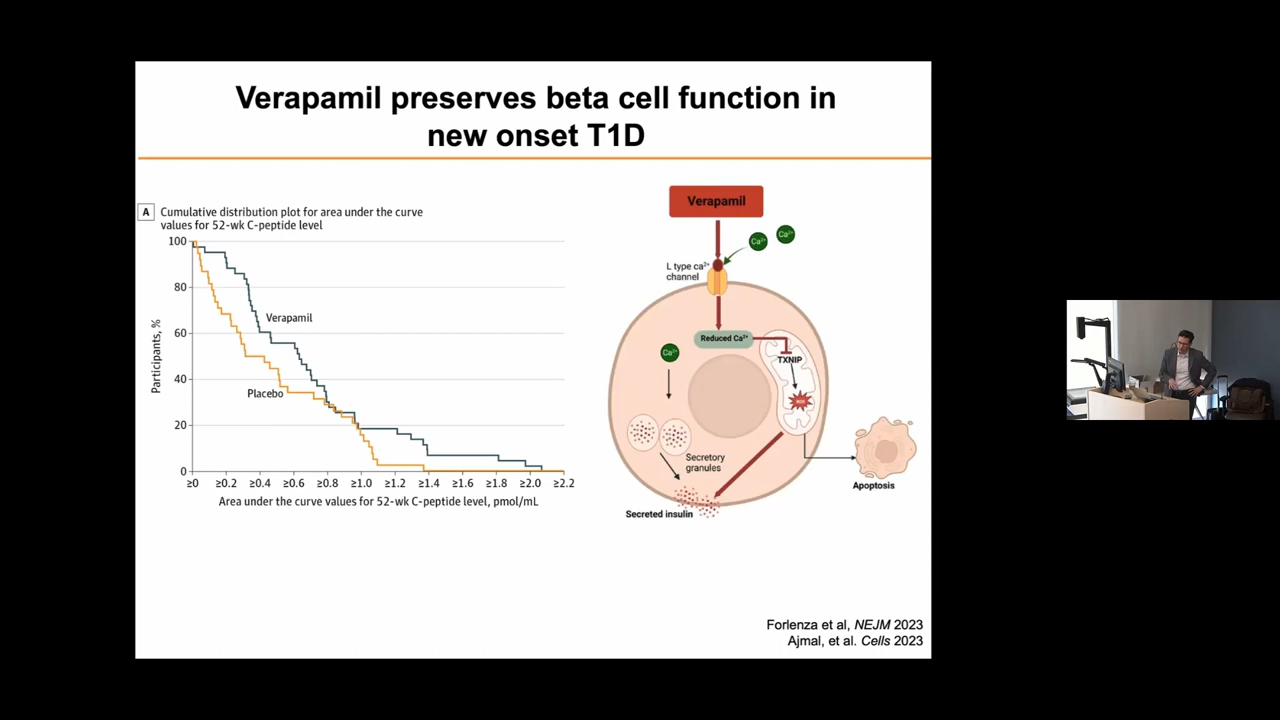 Verapamil preserves beta cell function in
new onset T1D
A Cumulative distribution plot for area under the curve
values for 52-wk C-peptide level
100
80
60
40
20
0
Participants, %
Verapamil
Placebo
≥0 ≥0.2 ≥0.4 ≥0.6 ≥0.8 ≥1.0 ≥1.2 ≥1.4 ≥1.6 ≥1.8 ≥2.0 ≥2.2
Area under the curve values for 52-wk C-peptide level, pmol/mL
Verapamil
Ca²⁺
Ca²⁺
L type ca²⁺
channel
Reduced Ca²⁺
Ca²⁺
TXNIP
ROS
Secretory
granules
Apoptosis
Secreted insulin
Forlenza et al, NEJM 2023
Ajmal, et al. Cells 2023